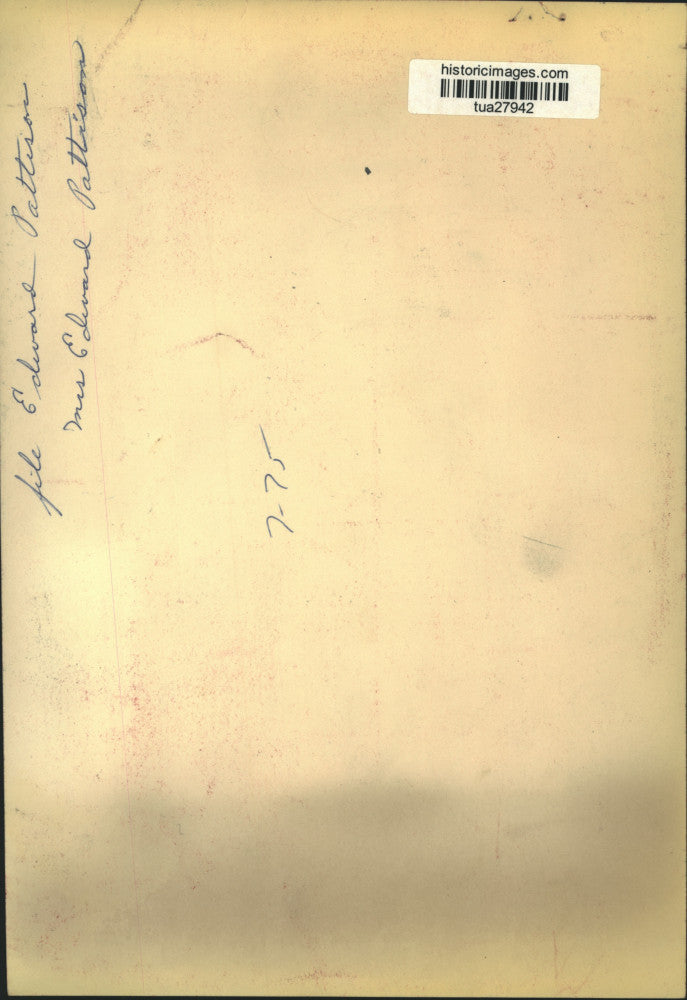 historicimages.com
tua27942
file Edward Pattison
Mrs Edward Pattison
7-75